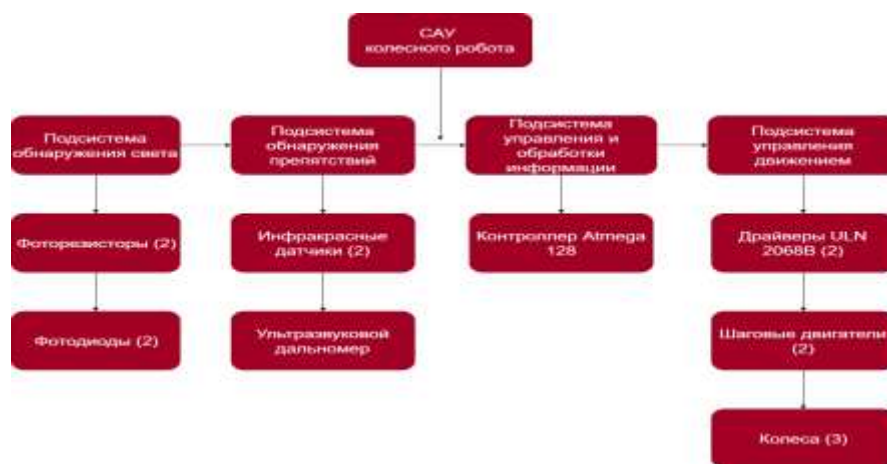 САУ
колесного робота
Подсистема
обнаружения света
Подсистема
обнаружения
препятствий
Подсистема
управления и
обработки
информации
Подсистема
управления
движением
Фоторезисторы (2)
Инфракрасные
датчики (2)
Контроллер Atmega
128
Драйверы ULN
2068B (2)
Фотодиоды (2)
Ультразвуковой
дальномер
Шаговые двигатели
(2)
Колеса (3)